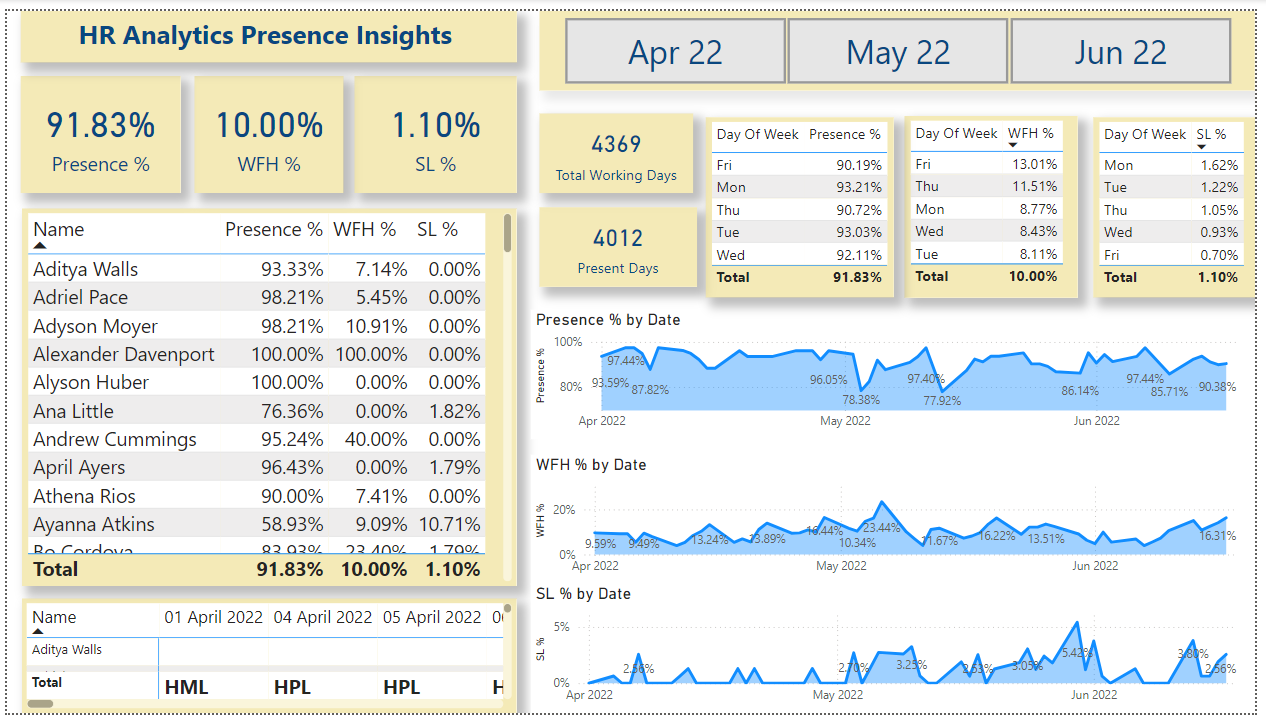 HR Analytics Presence Insights
Apr 22
May 22
Jun 22
91.83%
Presence %
10.00%
WFH %
1.10%
SL %
4369
Total Working Days
4012
Present Days
Day Of Week Presence %
Fri 90.19%
Mon 93.21%
Thu 90.72%
Tue 93.03%
Wed 92.11%
Total 91.83%
Day Of Week WFH %
Fri 13.01%
Thu 11.51%
Mon 8.77%
Wed 8.43%
Tue 8.11%
Total 10.00%
Day Of Week SL %
Mon 1.62%
Tue 1.22%
Thu 1.05%
Wed 0.93%
Fri 0.70%
Total 1.10%
Name Presence % WFH % SL %
Aditya Walls 93.33% 7.14% 0.00%
Adriel Pace 98.21% 5.45% 0.00%
Adyson Moyer 98.21% 10.91% 0.00%
Alexander Davenport 100.00% 100.00% 0.00%
Alyson Huber 100.00% 0.00% 0.00%
Ana Little 76.36% 0.00% 1.82%
Andrew Cummings 95.24% 40.00% 0.00%
April Ayers 96.43% 0.00% 1.79%
Athena Rios 90.00% 7.41% 0.00%
Ayanna Atkins 58.93% 9.09% 10.71%
Bo Cordova 83.93% 23.40% 1.79%
Total 91.83% 10.00% 1.10%
Name 01 April 2022 04 April 2022 05 April 2022
Aditya Walls
Total HML HPL HPL H
Presence % by Date
Presence %
100%
80%
93.59%
97.44%
87.82%
96.05%
78.38%
97.40%
77.92%
86.14%
97.44%
85.71%
90.38%
Apr 2022 May 2022 Jun 2022
WFH % by Date
WFH %
20%
0%
9.59%
9.49%
13.24%
13.89%
16.44%
10.34%
23.44%
11.67%
16.22%
13.51%
16.31%
Apr 2022 May 2022 Jun 2022
SL % by Date
SL %
5%
0%
2.56%
2.70%
3.25%
2.53%
3.05%
5.42%
3.80%
2.56%
Apr 2022 May 2022 Jun 2022